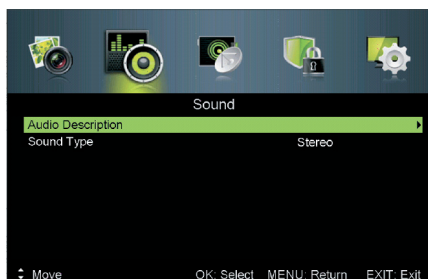 Sound
Audio Description
Sound Type Stereo
Move OK: Select MENU: Return EXIT: Exit